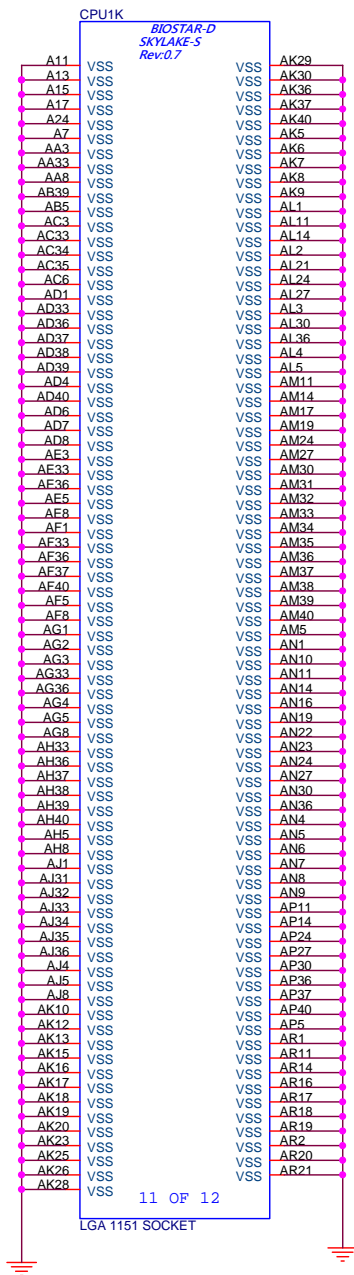 CPU1K
BIOSTAR-D
SKYLAKE-S
Rev:0.7
A11 VSS VSS AK29
A13 VSS VSS AK30
A15 VSS VSS AK36
A17 VSS VSS AK37
A24 VSS VSS AK40
A7 VSS VSS AK5
AA3 VSS VSS AK6
AA33 VSS VSS AK7
AA8 VSS VSS AK8
AB39 VSS VSS AK9
AB5 VSS VSS AL1
AC3 VSS VSS AL11
AC33 VSS VSS AL14
AC34 VSS VSS AL2
AC35 VSS VSS AL21
AC6 VSS VSS AL24
AD1 VSS VSS AL27
AD33 VSS VSS AL3
AD36 VSS VSS AL30
AD37 VSS VSS AL36
AD38 VSS VSS AL4
AD39 VSS VSS AL5
AD4 VSS VSS AM11
AD40 VSS VSS AM14
AD6 VSS VSS AM17
AD7 VSS VSS AM19
AD8 VSS VSS AM24
AE3 VSS VSS AM27
AE33 VSS VSS AM30
AE36 VSS VSS AM31
AE5 VSS VSS AM32
AE8 VSS VSS AM33
AF1 VSS VSS AM34
AF33 VSS VSS AM35
AF36 VSS VSS AM36
AF37 VSS VSS AM37
AF40 VSS VSS AM38
AF5 VSS VSS AM39
AF8 VSS VSS AM40
AG1 VSS VSS AM5
AG2 VSS VSS AN1
AG3 VSS VSS AN10
AG33 VSS VSS AN11
AG36 VSS VSS AN14
AG4 VSS VSS AN16
AG5 VSS VSS AN19
AG8 VSS VSS AN22
AH33 VSS VSS AN23
AH36 VSS VSS AN24
AH37 VSS VSS AN27
AH38 VSS VSS AN30
AH39 VSS VSS AN36
AH40 VSS VSS AN4
AH5 VSS VSS AN5
AH8 VSS VSS AN6
AJ1 VSS VSS AN7
AJ31 VSS VSS AN8
AJ32 VSS VSS AN9
AJ33 VSS VSS AP11
AJ34 VSS VSS AP14
AJ35 VSS VSS AP24
AJ36 VSS VSS AP27
AJ4 VSS VSS AP30
AJ5 VSS VSS AP36
AJ8 VSS VSS AP37
AK10 VSS VSS AP40
AK12 VSS VSS AP5
AK13 VSS VSS AR1
AK15 VSS VSS AR11
AK16 VSS VSS AR14
AK17 VSS VSS AR16
AK18 VSS VSS AR17
AK19 VSS VSS AR18
AK20 VSS VSS AR19
AK23 VSS VSS AR2
AK25 VSS VSS AR20
AK26 VSS VSS AR21
AK28 VSS
11 OF 12
LGA 1151 SOCKET